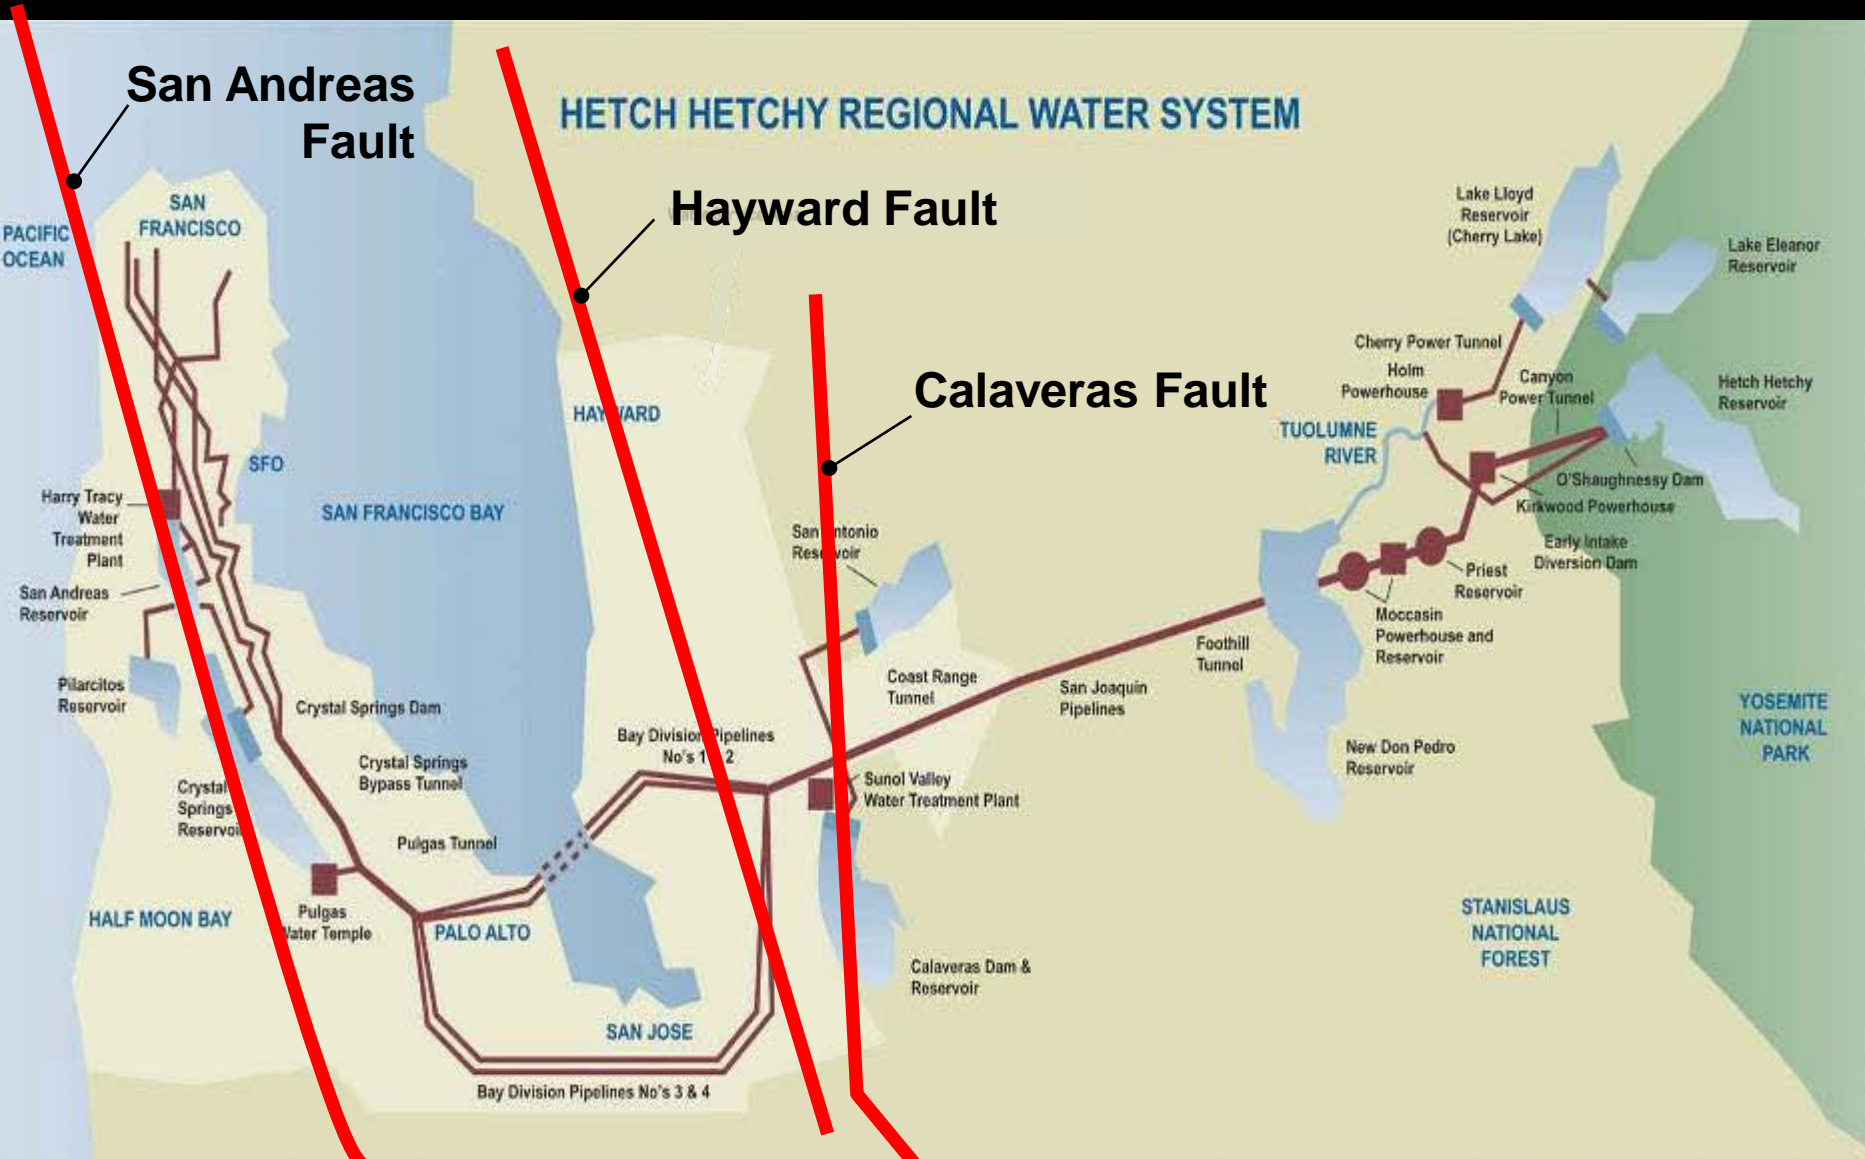 San Andreas
Fault
HETCH HETCHY REGIONAL WATER SYSTEM
Hayward Fault
Calaveras Fault
SAN
FRANCISCO
PACIFIC
OCEAN
HAYWARD
SFO
SAN FRANCISCO BAY
Harry Tracy
Water
Treatment
Plant
San Andreas
Reservoir
Pilarcitos
Reservoir
Crystal Springs Dam
Crystal Springs
Bypass Tunnel
Crystal
Springs
Reservoir
Pulgas Tunnel
HALF MOON BAY
Pulgas
Water Temple
PALO ALTO
SAN JOSE
Bay Division Pipelines No's 3 & 4
Bay Division Pipelines
No's 1 & 2
San Antonio
Reservoir
Coast Range
Tunnel
Sunol Valley
Water Treatment Plant
Calaveras Dam &
Reservoir
San Joaquin
Pipelines
Foothill
Tunnel
New Don Pedro
Reservoir
Moccasin
Powerhouse and
Reservoir
Priest
Reservoir
Early Intake
Diversion Dam
Kirkwood Powerhouse
O'Shaughnessy Dam
TUOLUMNE
RIVER
Holm
Powerhouse
Cherry Power Tunnel
Canyon
Power Tunnel
Lake Lloyd
Reservoir
(Cherry Lake)
Lake Eleanor
Reservoir
Hetch Hetchy
Reservoir
YOSEMITE
NATIONAL
PARK
STANISLAUS
NATIONAL
FOREST